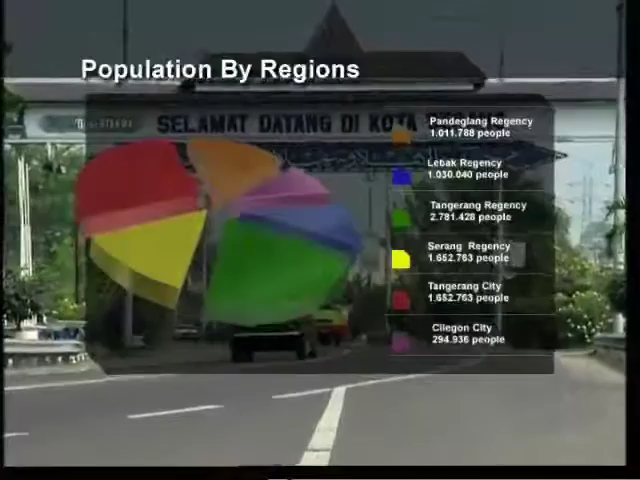 Population By Regions
SELAMAT DATANG DI KOTA
Pandeglang Regency
1.011.788 people
Lebak Regency
1.030.040 people
Tangerang Regency
2.781.428 people
Serang Regency
1.652.763 people
Tangerang City
1.652.763 people
Cilegon City
294.936 people